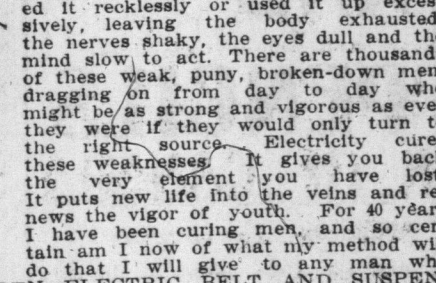 ed it recklessly or used it up exces
sively, leaving the body exhausted
the nerves shaky, the eyes dull and th
mind slow to act. There are thousand
of these weak, puny, broken-down men
dragging on from day to day wh
might be as strong and vigorous as eve
they were if they would only turn t
the right source. Electricity cure
these weaknesses. It gives you bac
the very element you have lost
It puts new life into the veins and re
news the vigor of youth. For 40 year
I have been curing men, and so cer
tain am I now of what my method wi
do that I will give to any man wh
ELECTRIC BELT AND SUSPEN